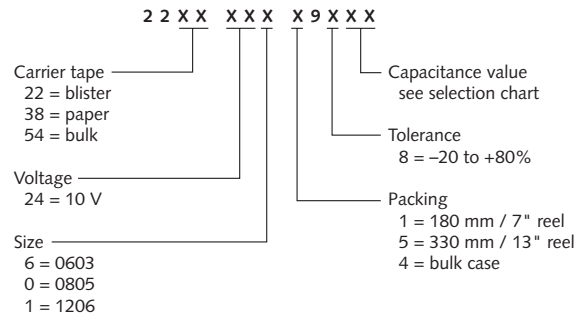 2 2 X X X X X X 9 X X X
Carrier tape
22 = blister
38 = paper
54 = bulk
Voltage
24 = 10 V
Size
6 = 0603
0 = 0805
1 = 1206
Capacitance value
see selection chart
Tolerance
8 = –20 to +80%
Packing
1 = 180 mm / 7" reel
5 = 330 mm / 13" reel
4 = bulk case